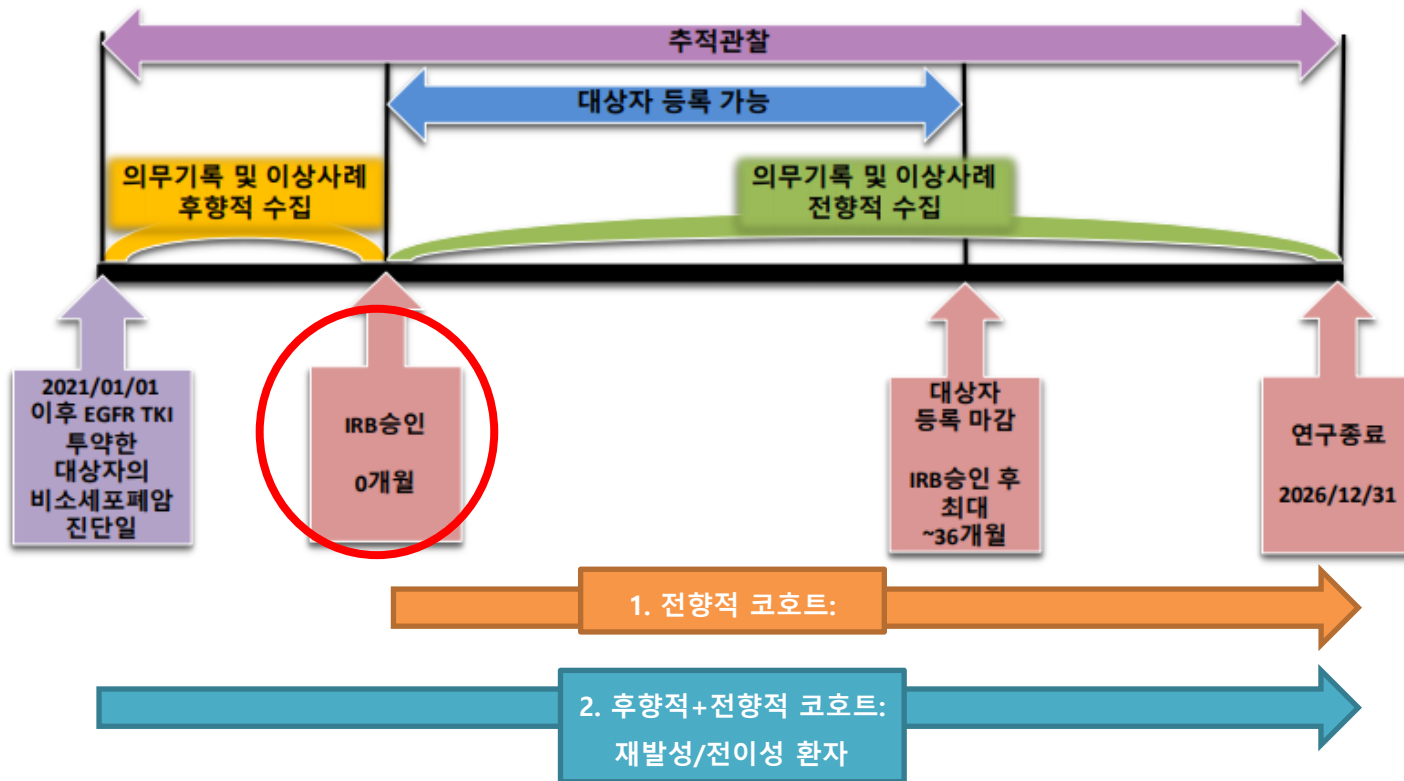 추적관찰
대상자 등록 가능
의무기록 및 이상사례
후향적 수집
의무기록 및 이상사례
전향적 수집
2021/01/01
이후 EGFR TKI
투약한
대상자의
비소세포폐암
진단일
IRB승인
0개월
대상자
등록 마감
IRB승인 후
최대
~36개월
연구종료
2026/12/31
1. 전향적 코호트:
2. 후향적+전향적 코호트:
재발성/전이성 환자